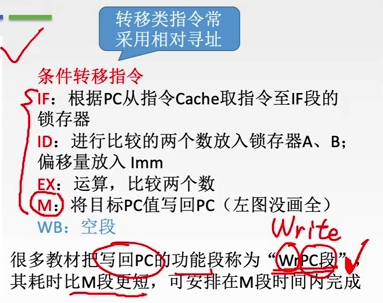 转移类指令常
采用相对寻址
条件转移指令
IF：根据PC从指令Cache取指令至IF段的
锁存器
ID：进行比较的两个数放入锁存器A、B；
偏移量放入 Imm
EX：运算，比较两个数
M：将目标PC值写回PC（左图没画全）
WB：空段
Write
很多教材把写回PC的功能段称为“WrPC段”，
其耗时比M段更短，可安排在M段时间内完成